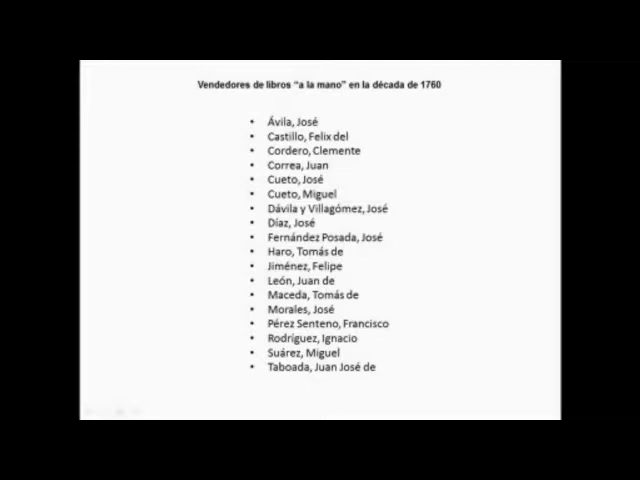 Vendedores de libros “a la mano” en la década de 1760
• Ávila, José
• Castillo, Felix del
• Cordero, Clemente
• Correa, Juan
• Cueto, José
• Cueto, Miguel
• Dávila y Villagómez, José
• Díaz, José
• Fernández Posada, José
• Haro, Tomás de
• Jiménez, Felipe
• León, Juan de
• Maceda, Tomás de
• Morales, José
• Pérez Senteno, Francisco
• Rodríguez, Ignacio
• Suárez, Miguel
• Taboada, Juan José de